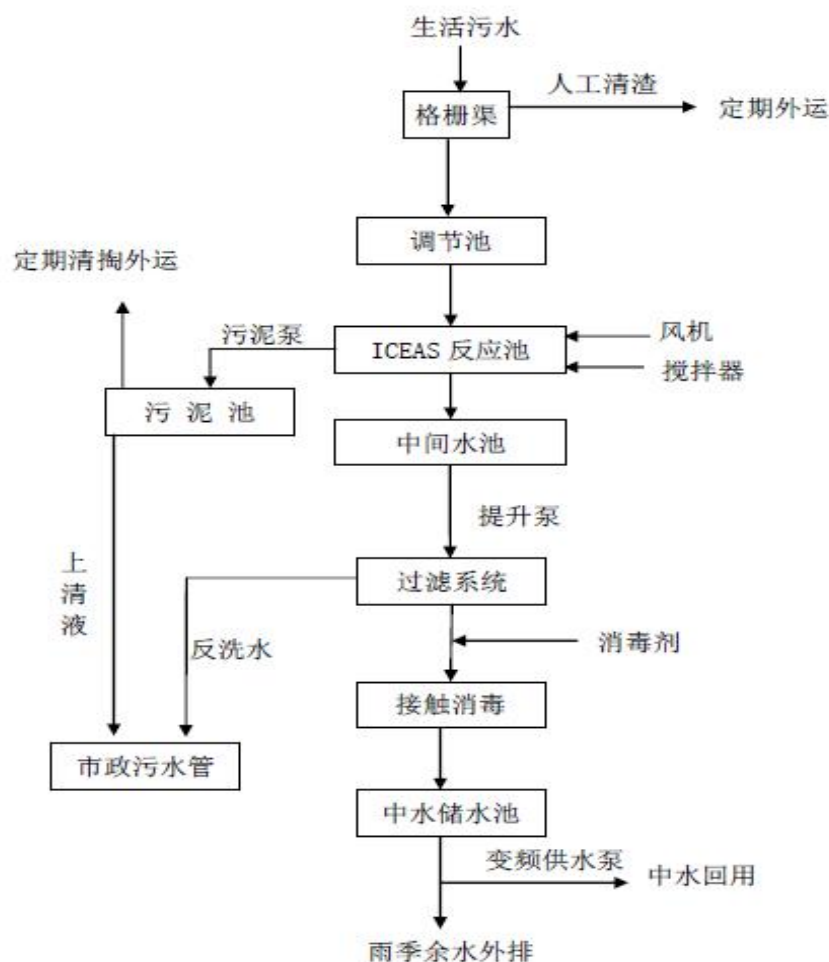 生活污水
人工清渣
格栅渠
定期外运
调节池
定期清掏外运
污泥泵
ICEAS 反应池
风机
搅拌器
污 泥 池
中间水池
提升泵
上清液
过滤系统
反洗水
消毒剂
接触消毒
市政污水管
中水储水池
变频供水泵
中水回用
雨季余水外排